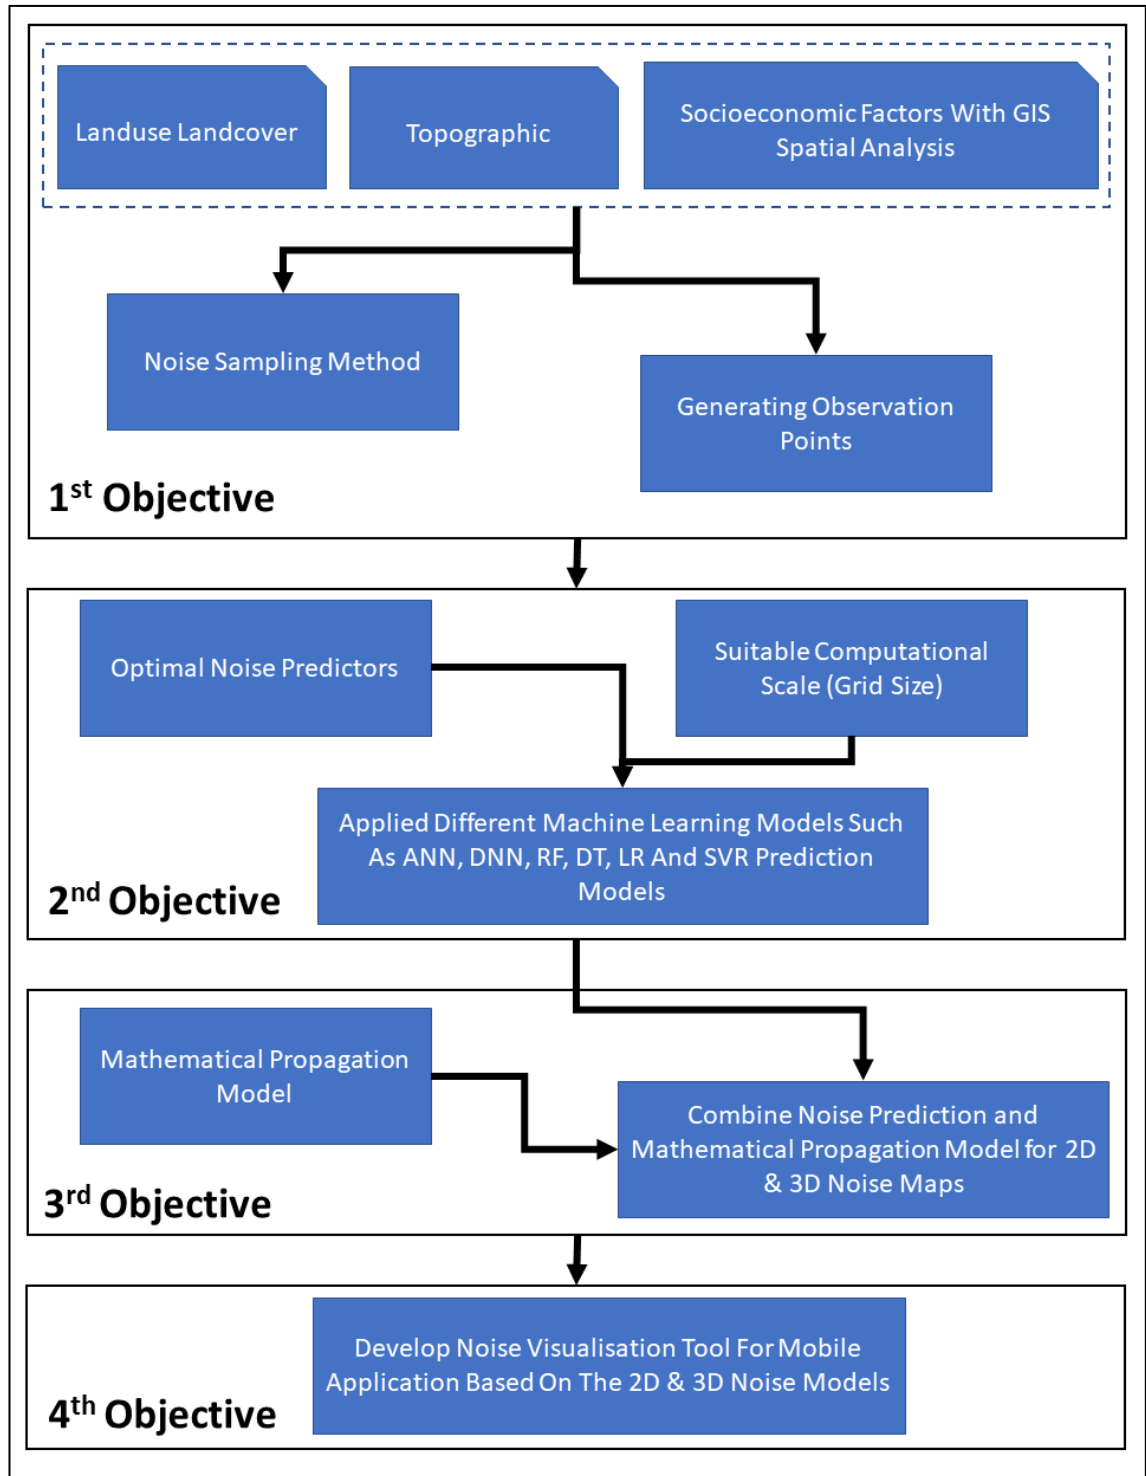 Landuse Landcover
Topographic
Socioeconomic Factors With GIS
Spatial Analysis
Noise Sampling Method
Generating Observation
Points
1st Objective
Optimal Noise Predictors
Suitable Computational
Scale (Grid Size)
Applied Different Machine Learning Models Such
As ANN, DNN, RF, DT, LR And SVR Prediction
Models
2nd Objective
Mathematical Propagation
Model
Combine Noise Prediction and
Mathematical Propagation Model for 2D
& 3D Noise Maps
3rd Objective
Develop Noise Visualisation Tool For Mobile
Application Based On The 2D & 3D Noise Models
4th Objective